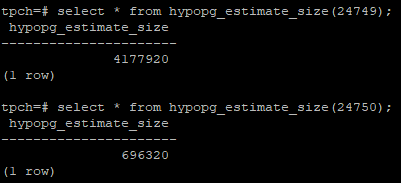 tpch=# select * from hypopg_estimate_size(24749);
 hypopg_estimate_size
----------------------
              4177920
(1 row)

tpch=# select * from hypopg_estimate_size(24750);
 hypopg_estimate_size
----------------------
               696320
(1 row)